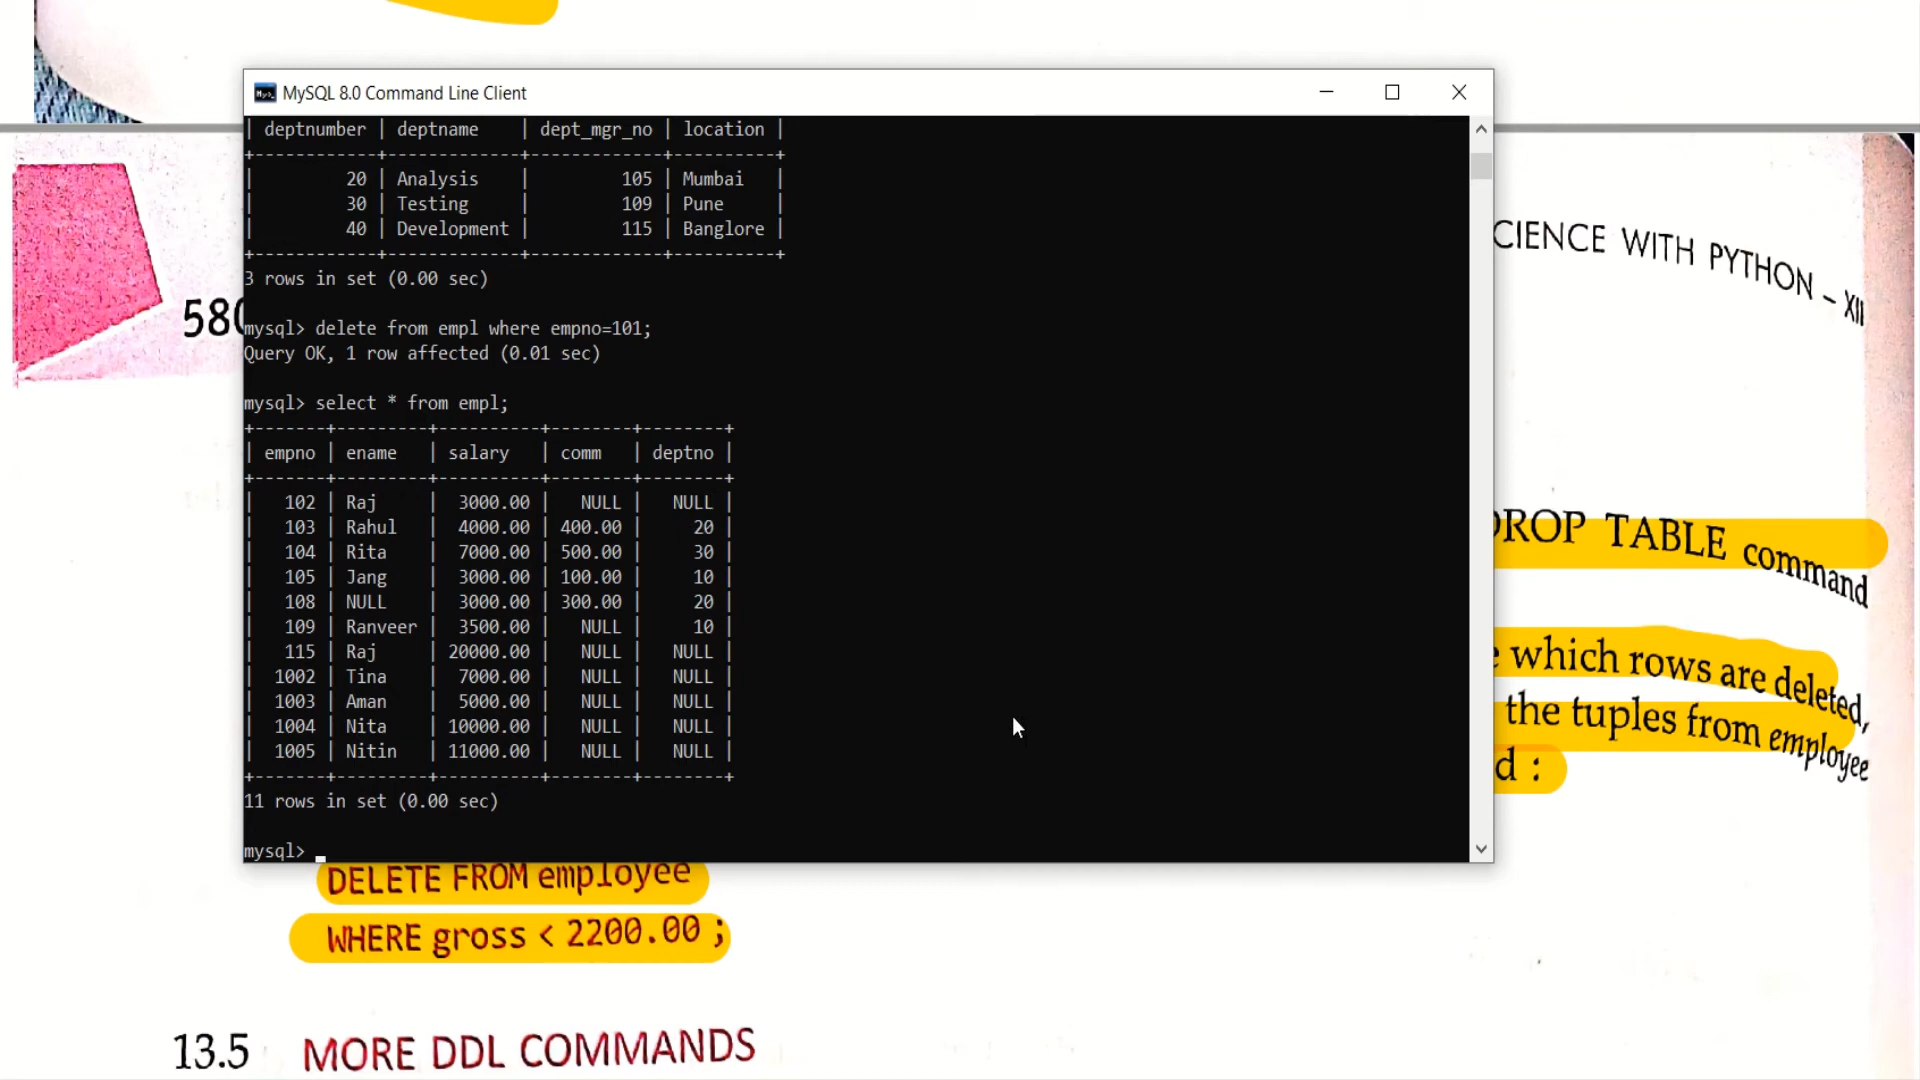 MySQL 8.0 Command Line Client
| deptnumber | deptname    | dept_mgr_no | location |
+------------+-------------+-------------+----------+
|         20 | Analysis    |         105 | Mumbai   |
|         30 | Testing     |         109 | Pune     |
|         40 | Development |         115 | Banglore |
+------------+-------------+-------------+----------+
3 rows in set (0.00 sec)
mysql> delete from empl where empno=101;
Query OK, 1 row affected (0.01 sec)
mysql> select * from empl;
+-------+---------+----------+--------+--------+
| empno | ename   | salary   | comm   | deptno |
+-------+---------+----------+--------+--------+
|   102 | Raj     |  3000.00 |   NULL |   NULL |
|   103 | Rahul   |  4000.00 | 400.00 |     20 |
|   104 | Rita    |  7000.00 | 500.00 |     30 |
|   105 | Jang    |  3000.00 | 100.00 |     10 |
|   108 | NULL    |  3000.00 | 300.00 |     20 |
|   109 | Ranveer |  3500.00 |   NULL |     10 |
|   115 | Raj     | 20000.00 |   NULL |   NULL |
|  1002 | Tina    |  7000.00 |   NULL |   NULL |
|  1003 | Aman    |  5000.00 |   NULL |   NULL |
|  1004 | Nita    | 10000.00 |   NULL |   NULL |
|  1005 | Nitin   | 11000.00 |   NULL |   NULL |
+-------+---------+----------+--------+--------+
11 rows in set (0.00 sec)
mysql>
580
CIENCE WITH PYTHON – XII
DROP TABLE command
e which rows are deleted,
the tuples from employee
d :
DELETE FROM employee
WHERE gross < 2200.00 ;
13.5 MORE DDL COMMANDS